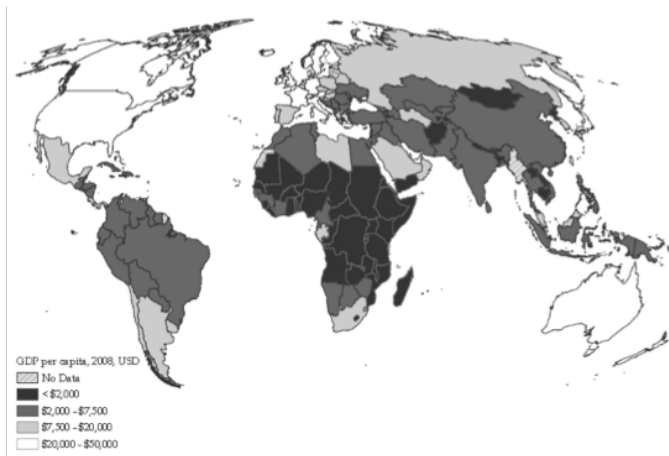 GDP per capita, 2008, USD
No Data
< $2,000
$2,000 - $7,500
$7,500 - $20,000
$20,000 - $50,000